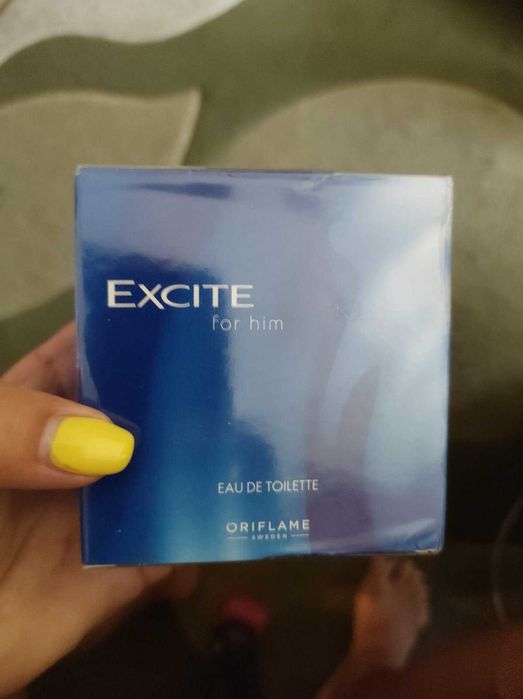 EXCITE
for him
EAU DE TOILETTE
ORIFLAME
SWEDEN